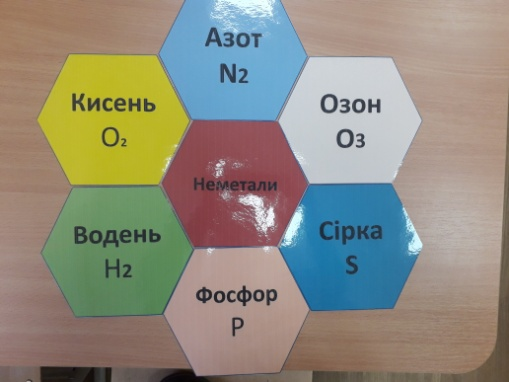 Азот
N2
Кисень
O2
Озон
O3
Неметали
Водень
H2
Сірка
S
Фосфор
P